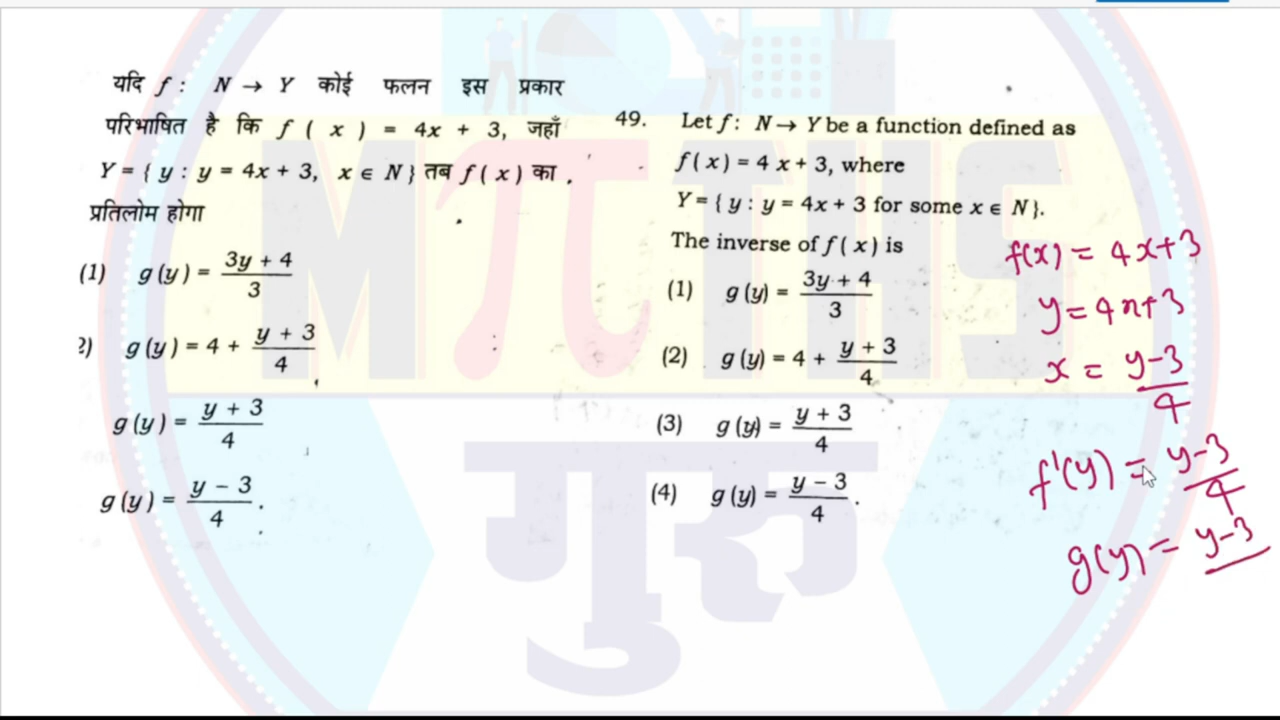 यदि f : N → Y कोई फलन इस प्रकार
परिभाषित है कि f ( x ) = 4x + 3, जहाँ
Y = { y : y = 4x + 3, x ∈ N } तब f ( x ) का
प्रतिलोम होगा
(1) g (y) = (3y + 4)/3
2) g (y) = 4 + (y + 3)/4
g (y) = (y + 3)/4
g (y) = (y − 3)/4 .
49. Let f : N → Y be a function defined as
f ( x ) = 4 x + 3, where
Y = { y : y = 4x + 3 for some x ∈ N }.
The inverse of f ( x ) is
(1) g (y) = (3y + 4)/3
(2) g (y) = 4 + (y + 3)/4
(3) g (y) = (y + 3)/4
(4) g (y) = (y − 3)/4 .
f(x) = 4x+3
y = 4x+3
x = (y−3)/4
f'(y) = (y−3)/4
g(y) = y−3
MΠTHS
गुरु